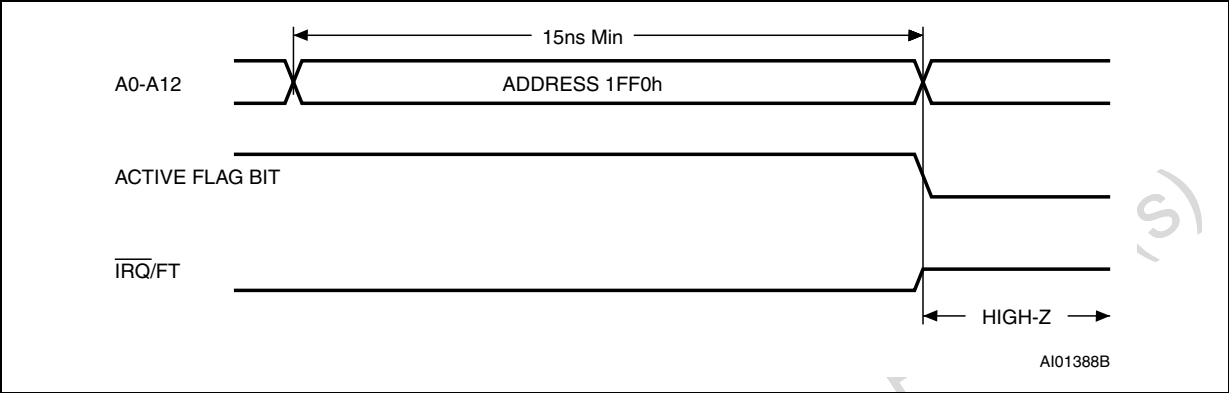 15ns Min
A0-A12
ADDRESS 1FF0h
ACTIVE FLAG BIT
IRQ/FT
HIGH-Z
AI01388B
(s)